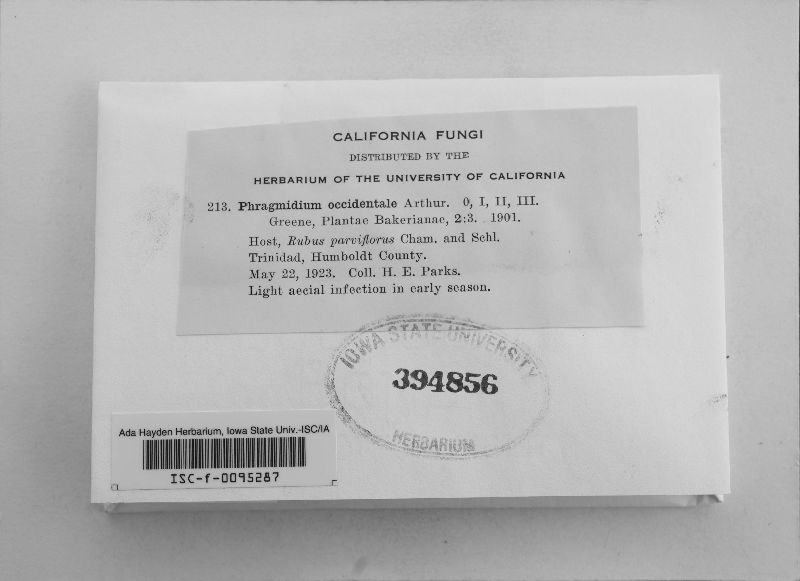 CALIFORNIA FUNGI
DISTRIBUTED BY THE
HERBARIUM OF THE UNIVERSITY OF CALIFORNIA
213. Phragmidium occidentale Arthur. 0, I, II, III.
Greene, Plantae Bakerianae, 2:3. 1901.
Host, Rubus parviflorus Cham. and Schl.
Trinidad, Humboldt County.
May 22, 1923. Coll. H. E. Parks.
Light aecial infection in early season.
IOWA STATE UNIVERSITY
394856
HERBARIUM
Ada Hayden Herbarium, Iowa State Univ.-ISC/IA
ISC-f-0095287